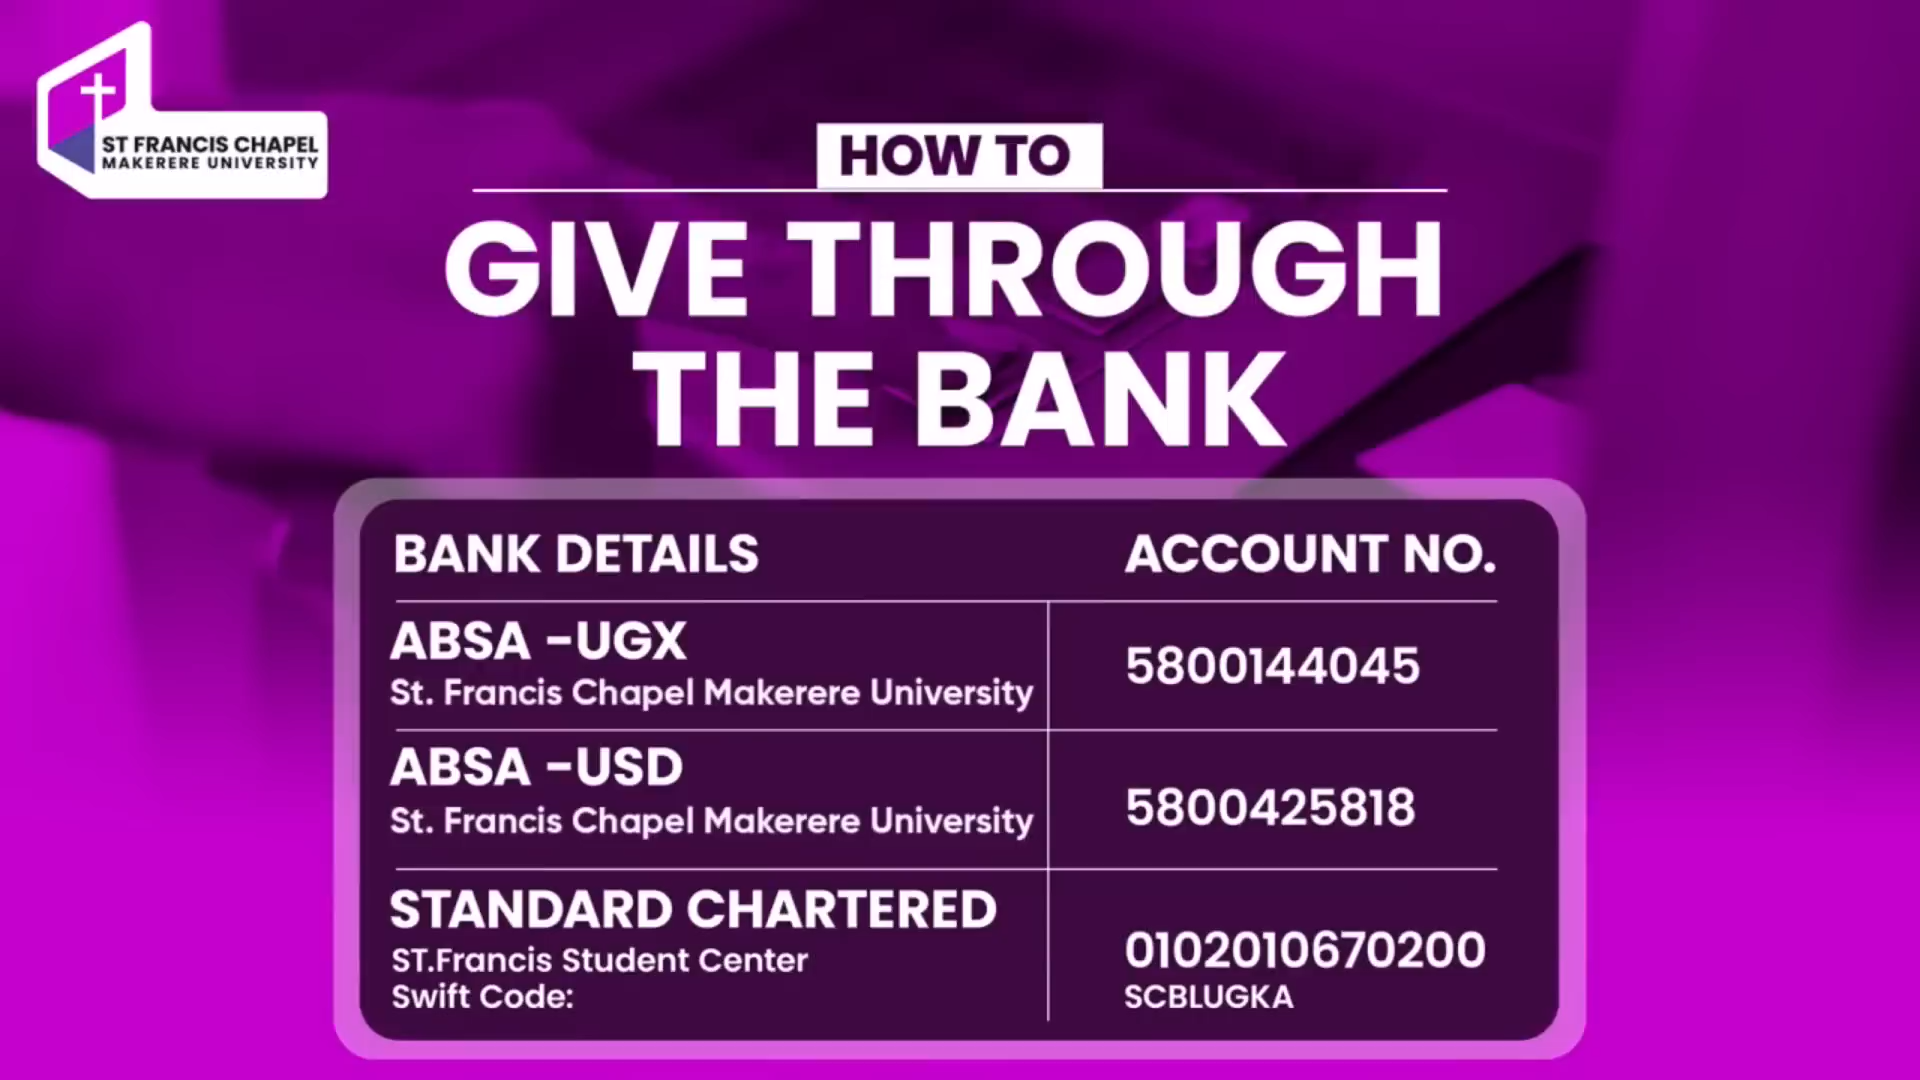 ST FRANCIS CHAPEL
MAKERERE UNIVERSITY
HOW TO
GIVE THROUGH
THE BANK
BANK DETAILS
ACCOUNT NO.
ABSA -UGX
St. Francis Chapel Makerere University
5800144045
ABSA -USD
St. Francis Chapel Makerere University
5800425818
STANDARD CHARTERED
ST.Francis Student Center
0102010670200
Swift Code:
SCBLUGKA